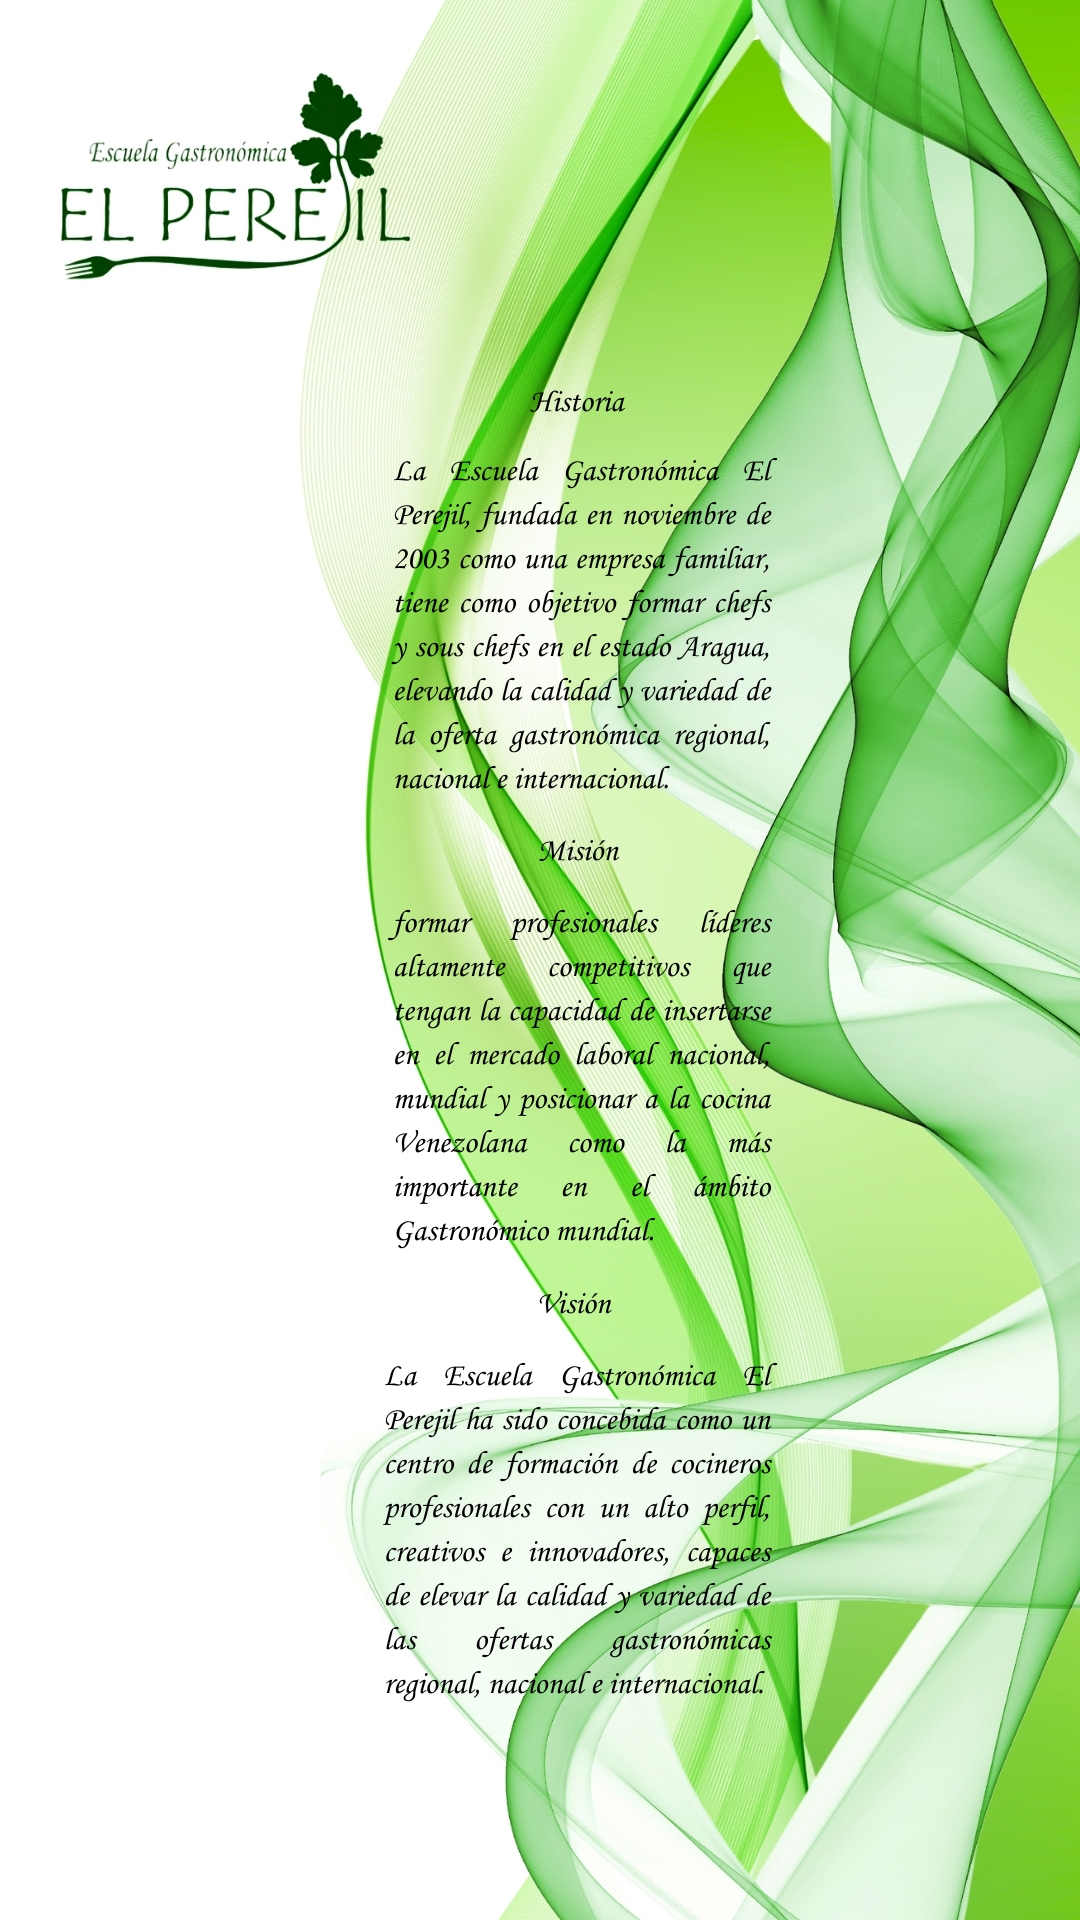 Escuela Gastronómica
EL PEREJIL
Historia
La Escuela Gastronómica El
Perejil, fundada en noviembre de
2003 como una empresa familiar,
tiene como objetivo formar chefs
y sous chefs en el estado Aragua,
elevando la calidad y variedad de
la oferta gastronómica regional,
nacional e internacional.
Misión
formar profesionales líderes
altamente competitivos que
tengan la capacidad de insertarse
en el mercado laboral nacional,
mundial y posicionar a la cocina
Venezolana como la más
importante en el ámbito
Gastronómico mundial.
Visión
La Escuela Gastronómica El
Perejil ha sido concebida como un
centro de formación de cocineros
profesionales con un alto perfil,
creativos e innovadores, capaces
de elevar la calidad y variedad de
las ofertas gastronómicas
regional, nacional e internacional.